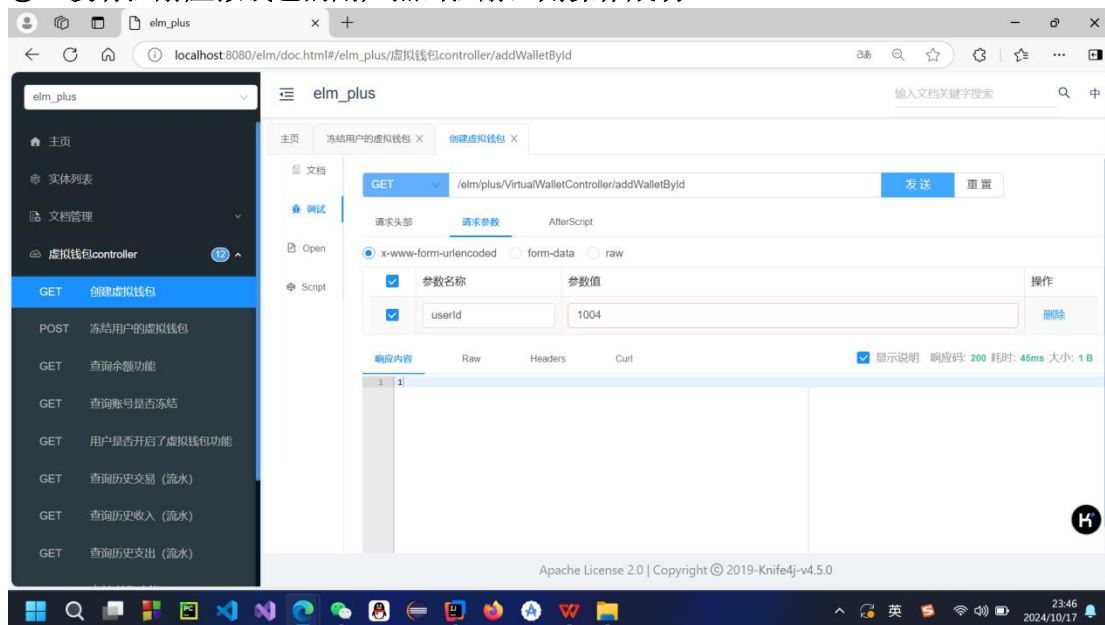 elm_plus
localhost:8080/elm/doc.html#/elm_plus/虚拟钱包controller/addWalletById
elm_plus
elm_plus
输入文档关键字搜索
中
主页
冻结用户的虚拟钱包
创建虚拟钱包
主页
实体列表
文档管理
虚拟钱包controller
12
GET 创建虚拟钱包
POST 冻结用户的虚拟钱包
GET 查询余额功能
GET 查询账号是否冻结
GET 用户是否开启了虚拟钱包功能
GET 查询历史交易 (流水)
GET 查询历史收入 (流水)
GET 查询历史支出 (流水)
文档
调试
Open
Script
GET
/elm/plus/VirtualWalletController/addWalletById
发 送
重 置
请求头部
请求参数
AfterScript
x-www-form-urlencoded
form-data
raw
参数名称
参数值
操作
userId
1004
删除
响应内容
Raw
Headers
Curl
显示说明 响应码: 200 耗时: 45ms 大小: 1 B
1 1
Apache License 2.0 | Copyright © 2019-Knife4j-v4.5.0
英
23:46
2024/10/17